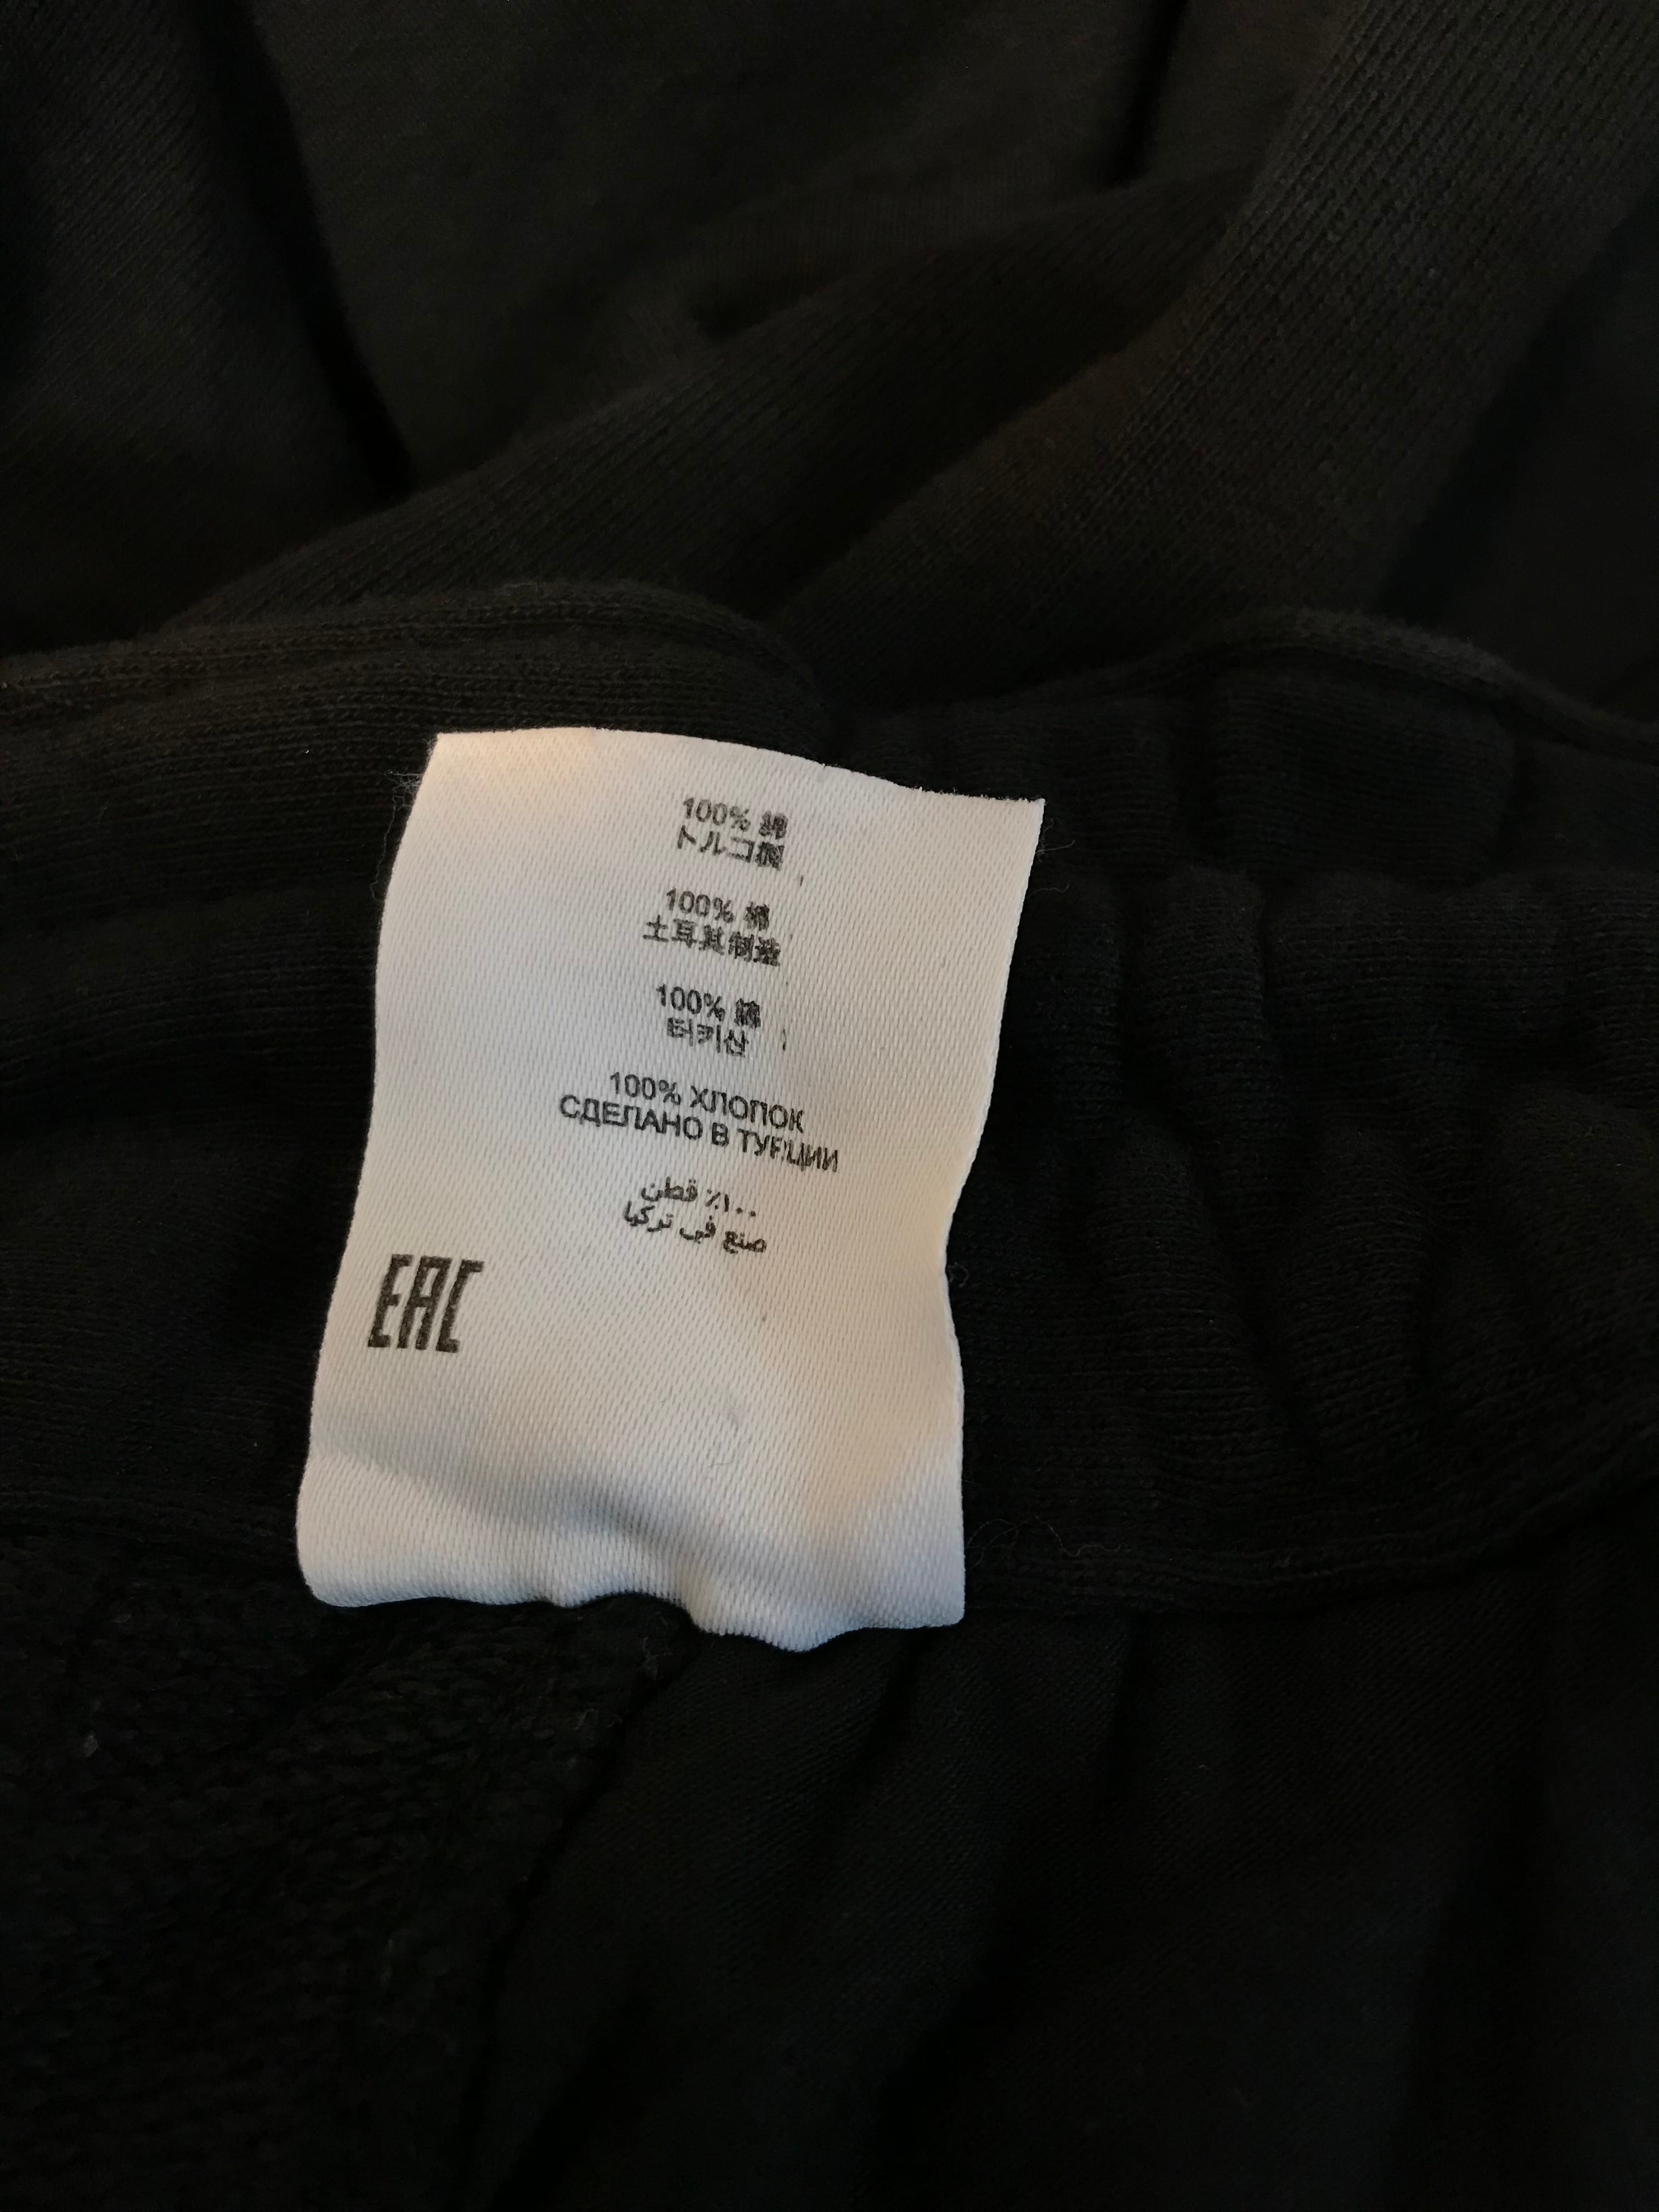 100% 綿
トルコ製
100% 棉
土耳其制造
100% 綿
터키산
100% ХЛОПОК
СДЕЛАНО В ТУРЦИИ
١٠٠٪ قطن
صنع في تركيا
EAC